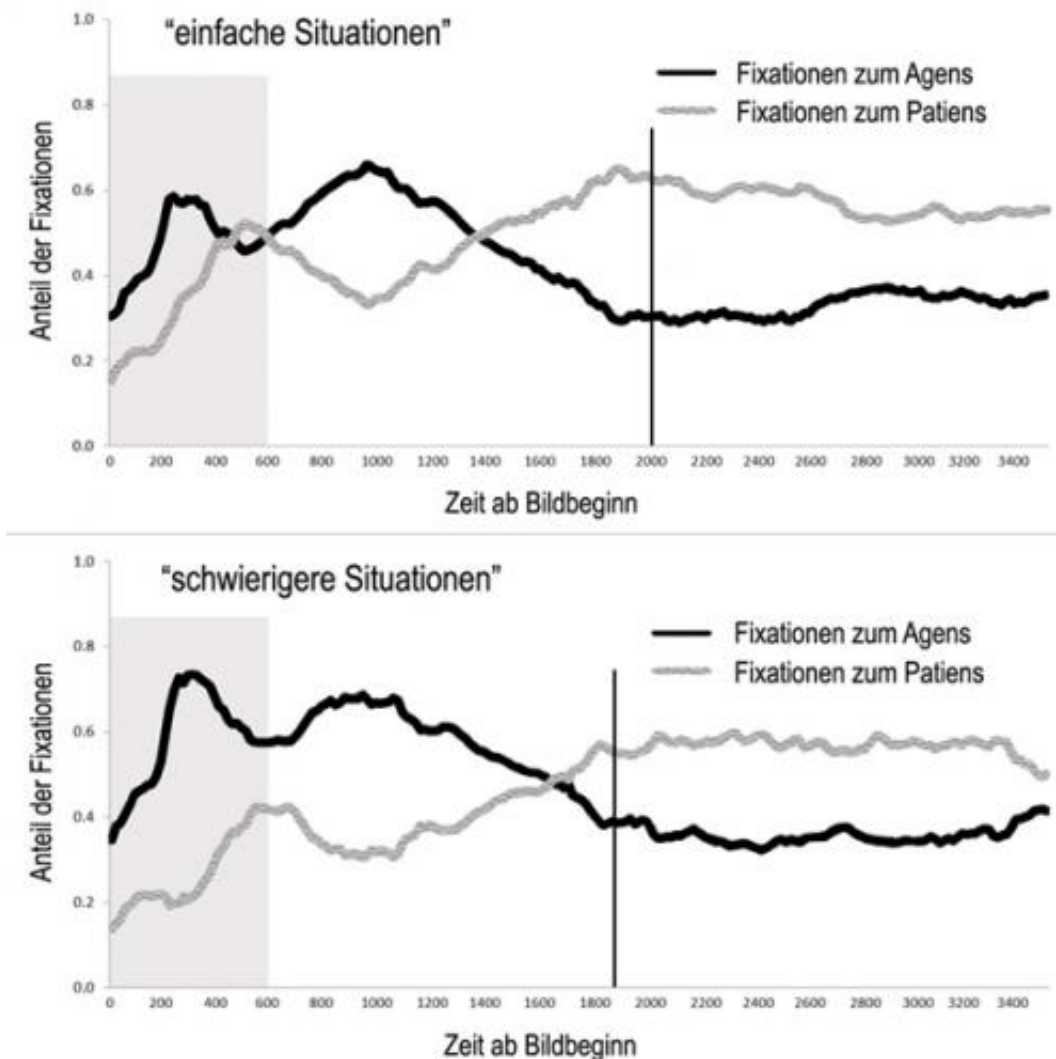 "einfache Situationen"
Fixationen zum Agens
Fixationen zum Patiens
Anteil der Fixationen
1.0
0.8
0.6
0.4
0.2
0.0
0 200 400 600 800 1000 1200 1400 1600 1800 2000 2200 2400 2600 2800 3000 3200 3400
Zeit ab Bildbeginn
"schwierigere Situationen"
Fixationen zum Agens
Fixationen zum Patiens
Anteil der Fixationen
1.0
0.8
0.6
0.4
0.2
0.0
0 200 400 600 800 1000 1200 1400 1600 1800 2000 2200 2400 2600 2800 3000 3200 3400
Zeit ab Bildbeginn